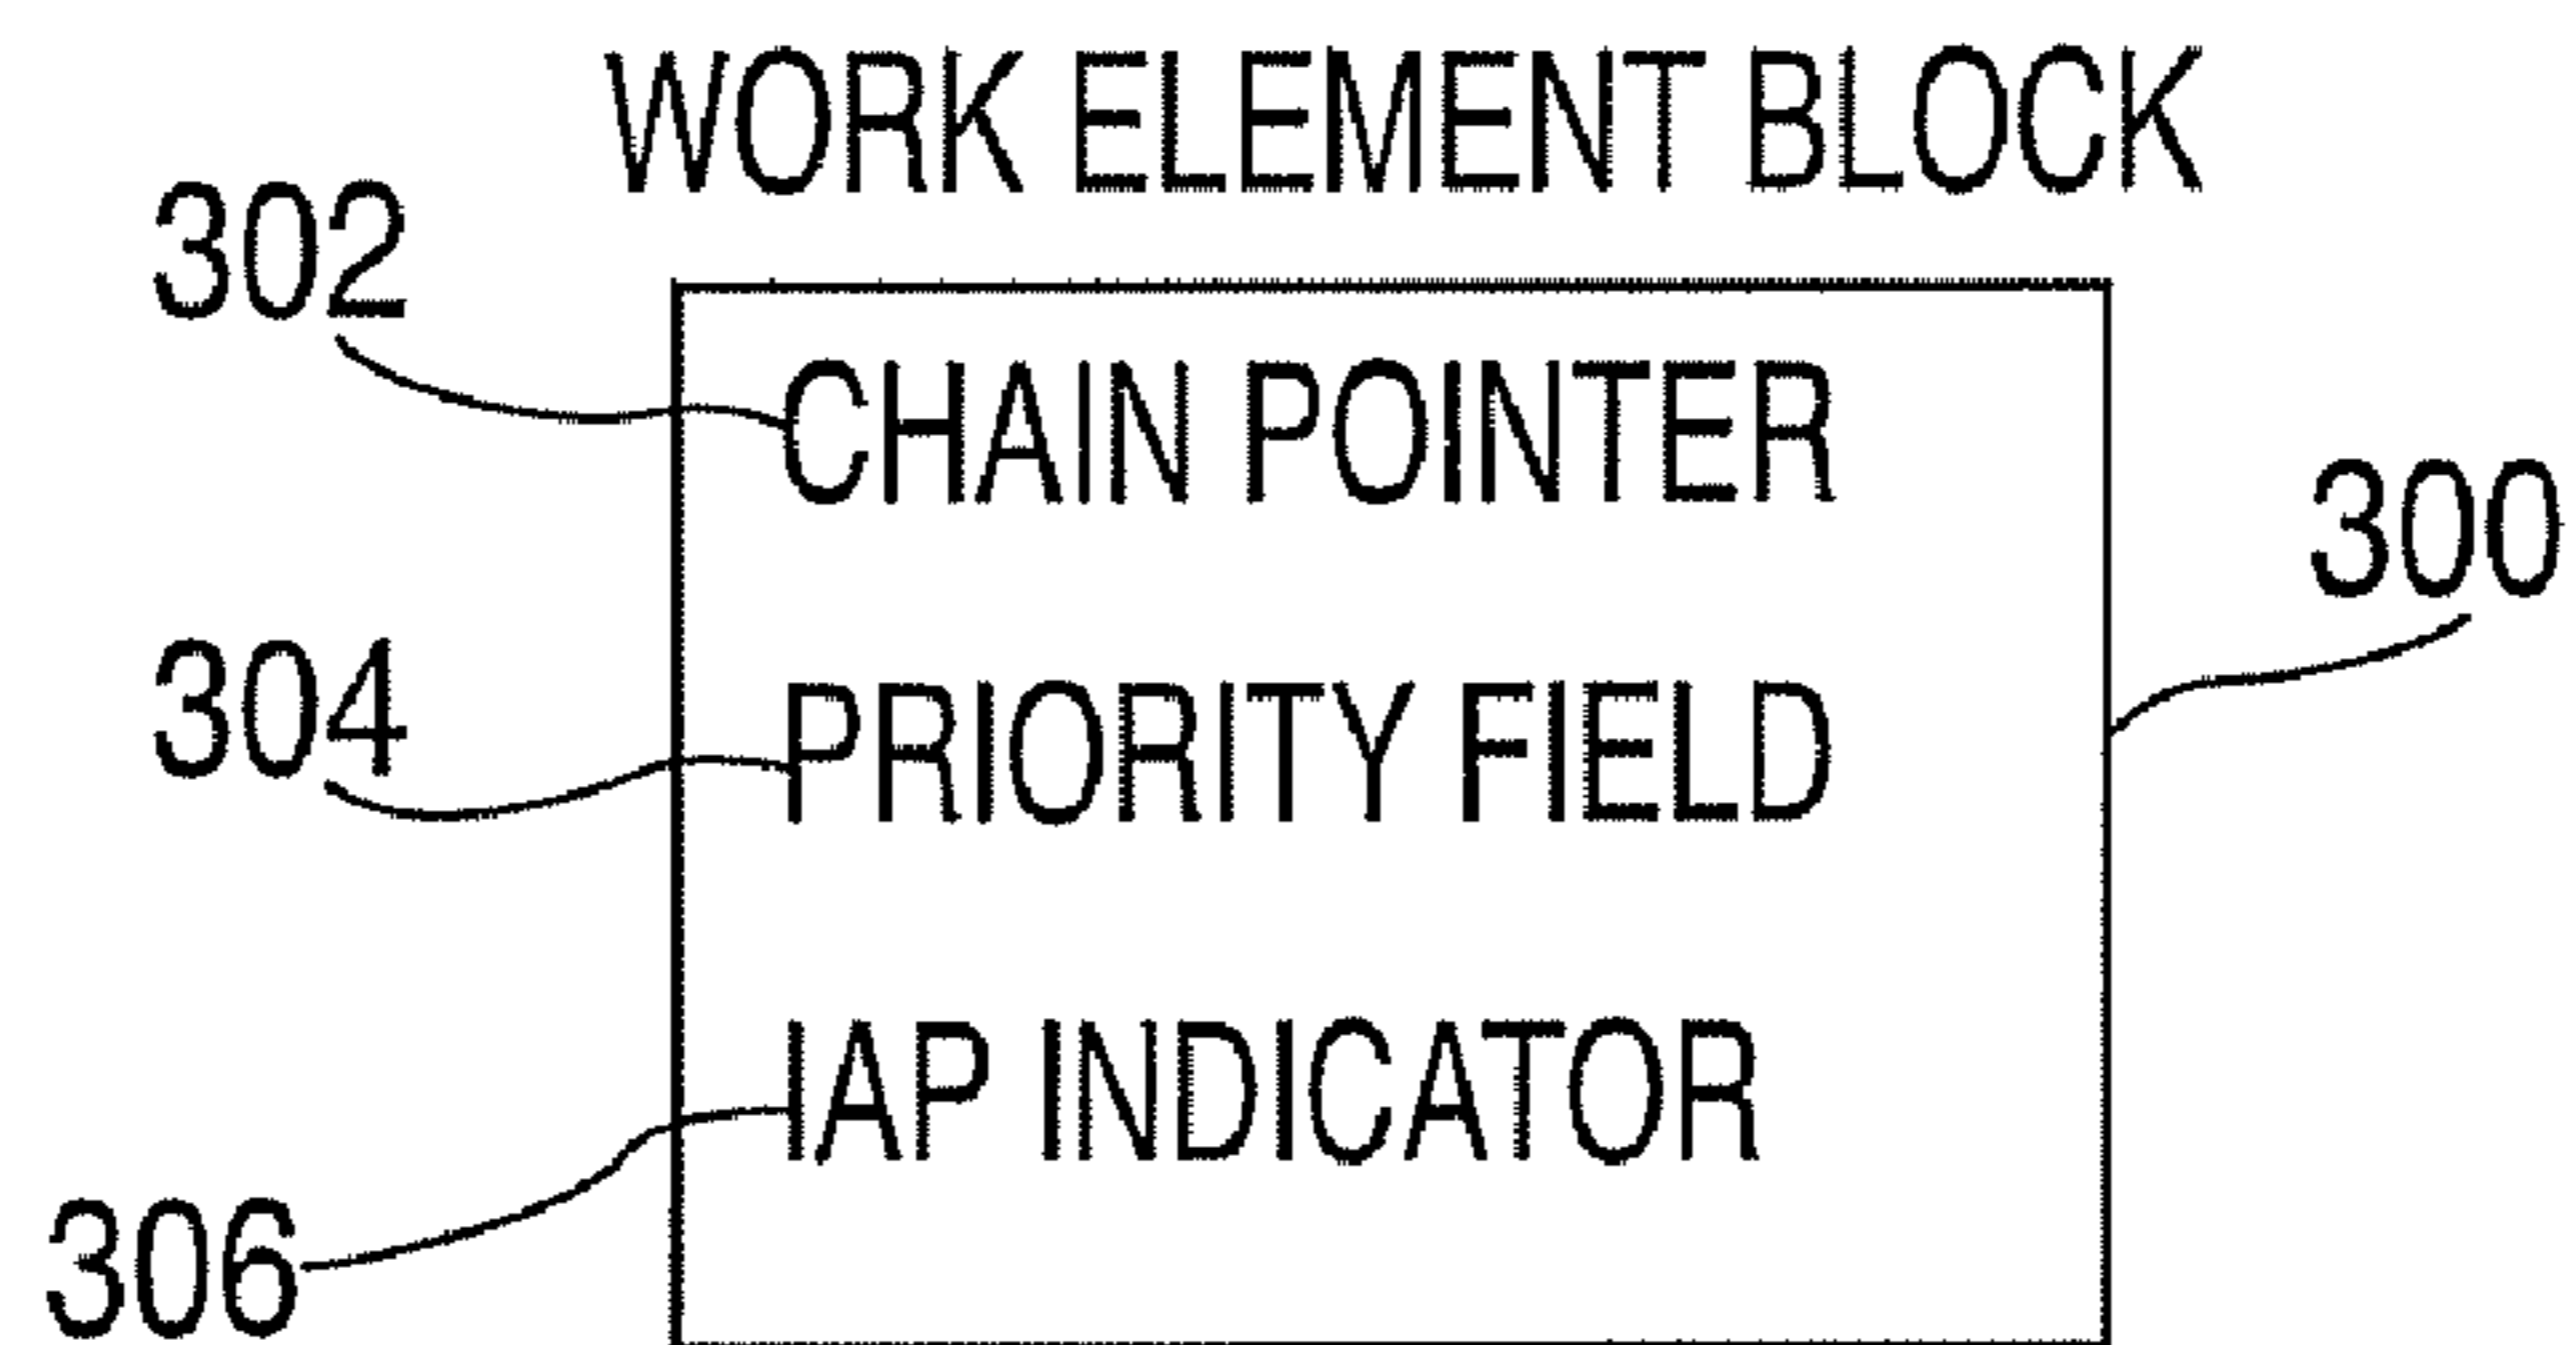 WORK ELEMENT BLOCK
302
CHAIN POINTER
300
304
PRIORITY FIELD
IAP INDICATOR
306